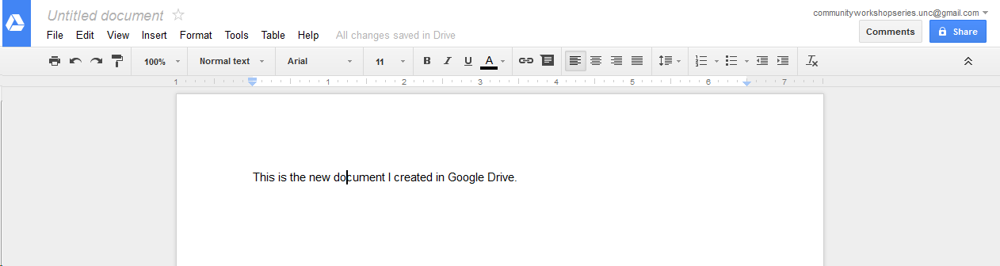 Untitled document
communityworkshopseries.unc@gmail.com
File Edit View Insert Format Tools Table Help All changes saved in Drive
Comments Share
100% Normal text Arial 11 B I U A
1 1 2 3 4 5 6 7
This is the new document I created in Google Drive.